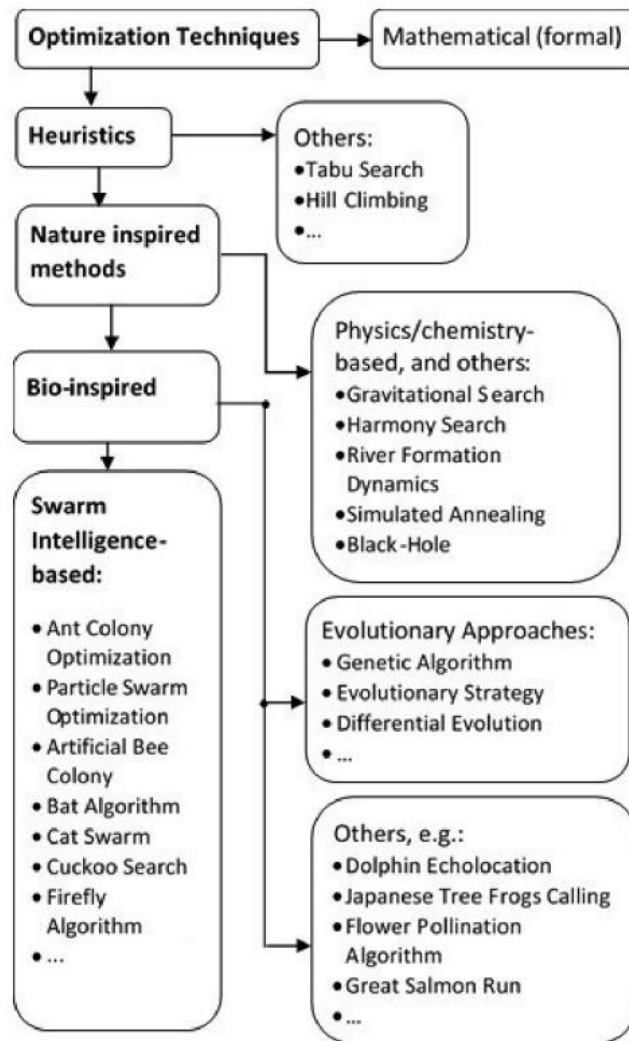 Optimization Techniques
Mathematical (formal)
Heuristics
Others:
•Tabu Search
•Hill Climbing
•...
Nature inspired
methods
Physics/chemistry-
based, and others:
•Gravitational Search
•Harmony Search
•River Formation
Dynamics
•Simulated Annealing
•Black-Hole
Bio-inspired
Swarm
Intelligence-
based:
• Ant Colony
Optimization
• Particle Swarm
Optimization
• Artificial Bee
Colony
• Bat Algorithm
• Cat Swarm
• Cuckoo Search
• Firefly
Algorithm
• ...
Evolutionary Approaches:
• Genetic Algorithm
• Evolutionary Strategy
• Differential Evolution
• ...
Others, e.g.:
•Dolphin Echolocation
•Japanese Tree Frogs Calling
•Flower Pollination
Algorithm
•Great Salmon Run
•...